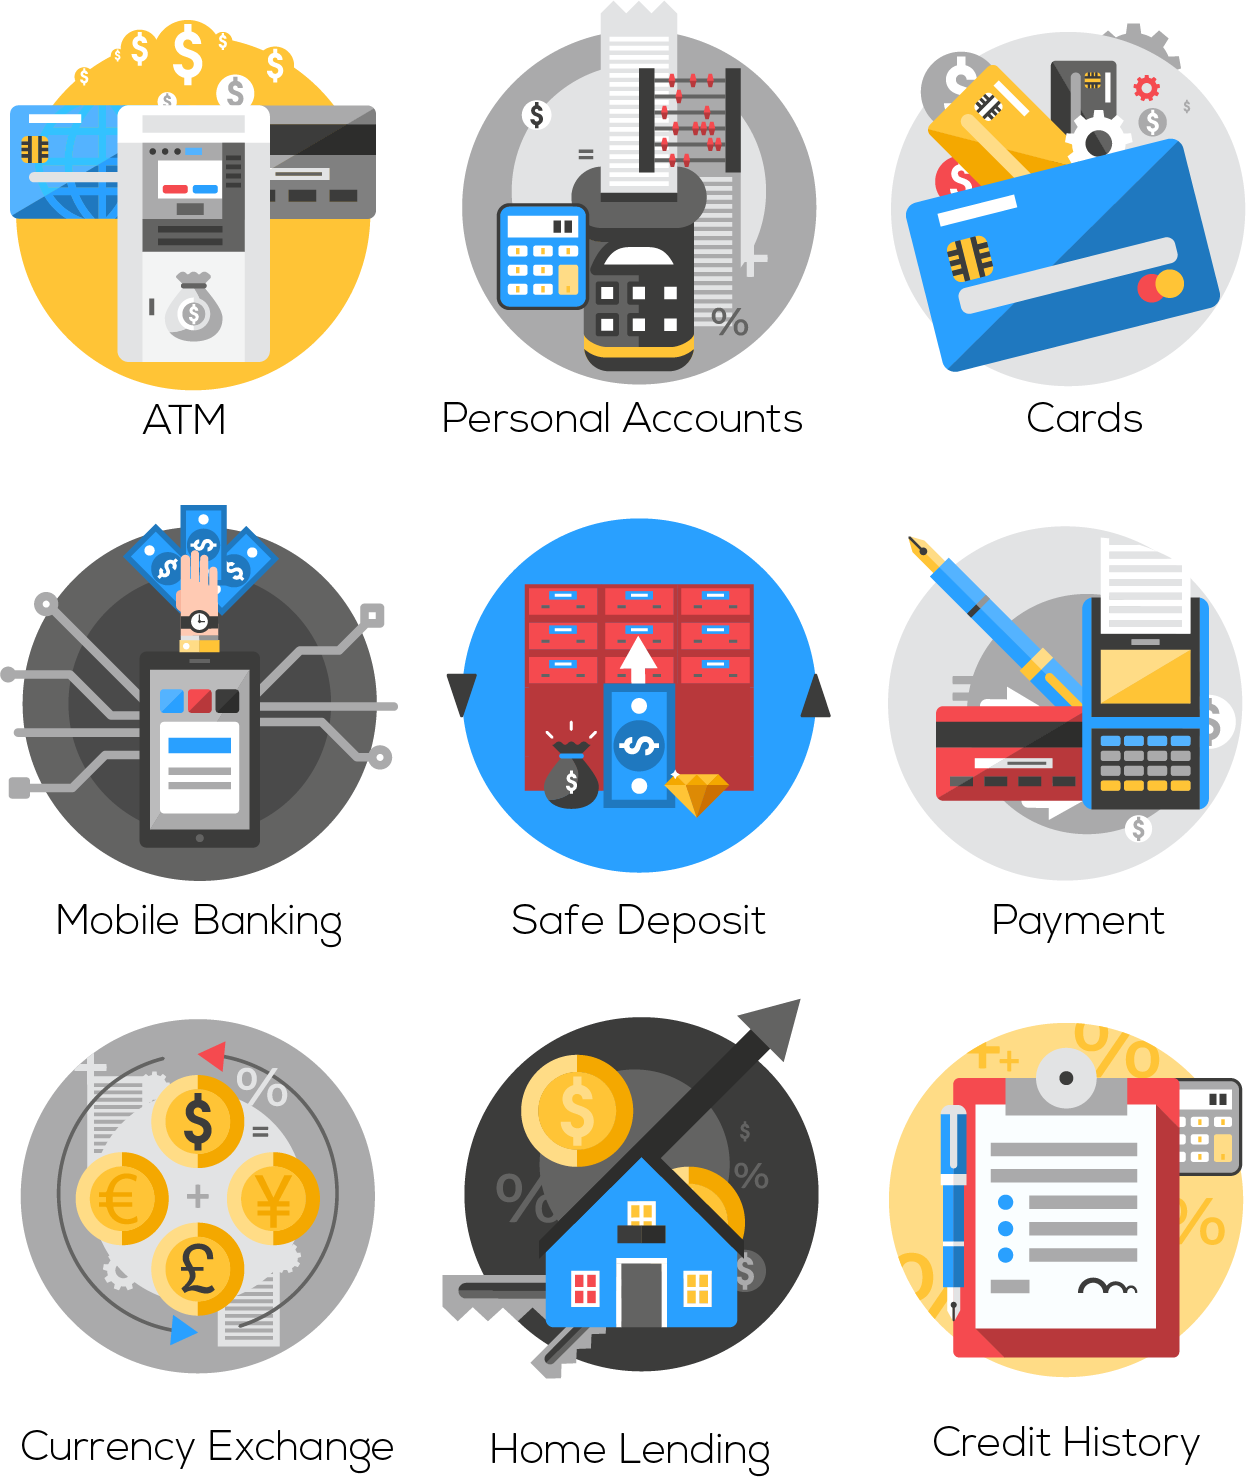 ATM
Personal Accounts
Cards
Mobile Banking
Safe Deposit
Payment
Currency Exchange
Home Lending
Credit History